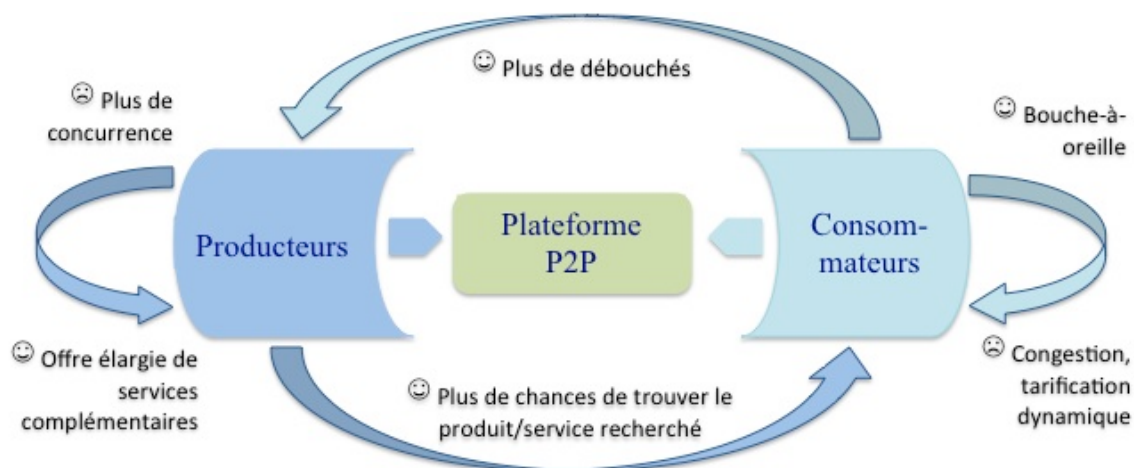 ☺ Plus de débouchés
☹ Plus de
concurrence
☺ Bouche-à-
oreille
Producteurs
Plateforme
P2P
Consom-
mateurs
☺ Offre élargie de
services
complémentaires
☺ Plus de chances de trouver le
produit/service recherché
☹ Congestion,
tarification
dynamique